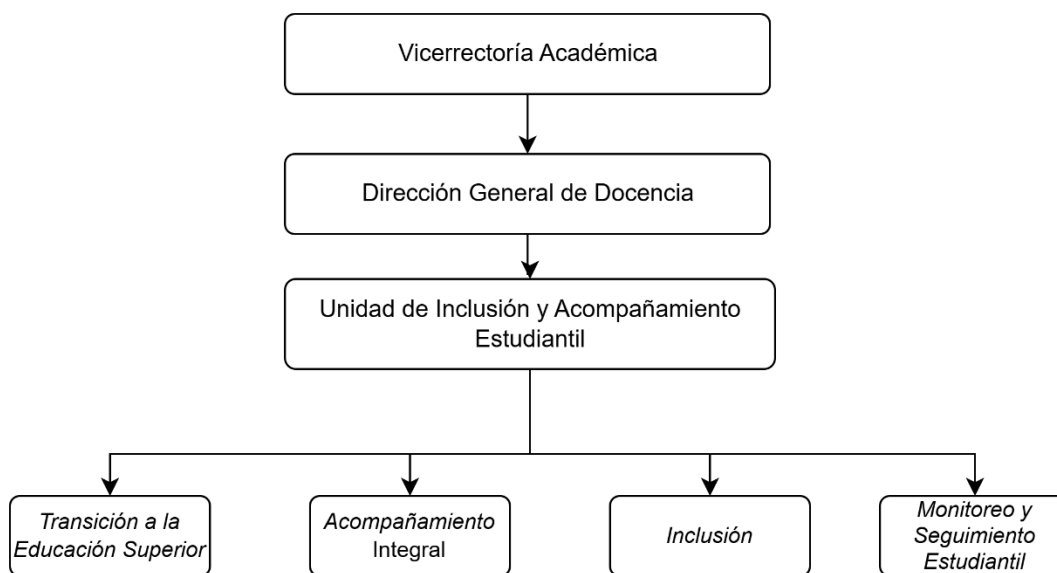 Vicerrectoría Académica
Dirección General de Docencia
Unidad de Inclusión y Acompañamiento
Estudiantil
Transición a la
Educación Superior
Acompañamiento
Integral
Inclusión
Monitoreo y
Seguimiento
Estudiantil